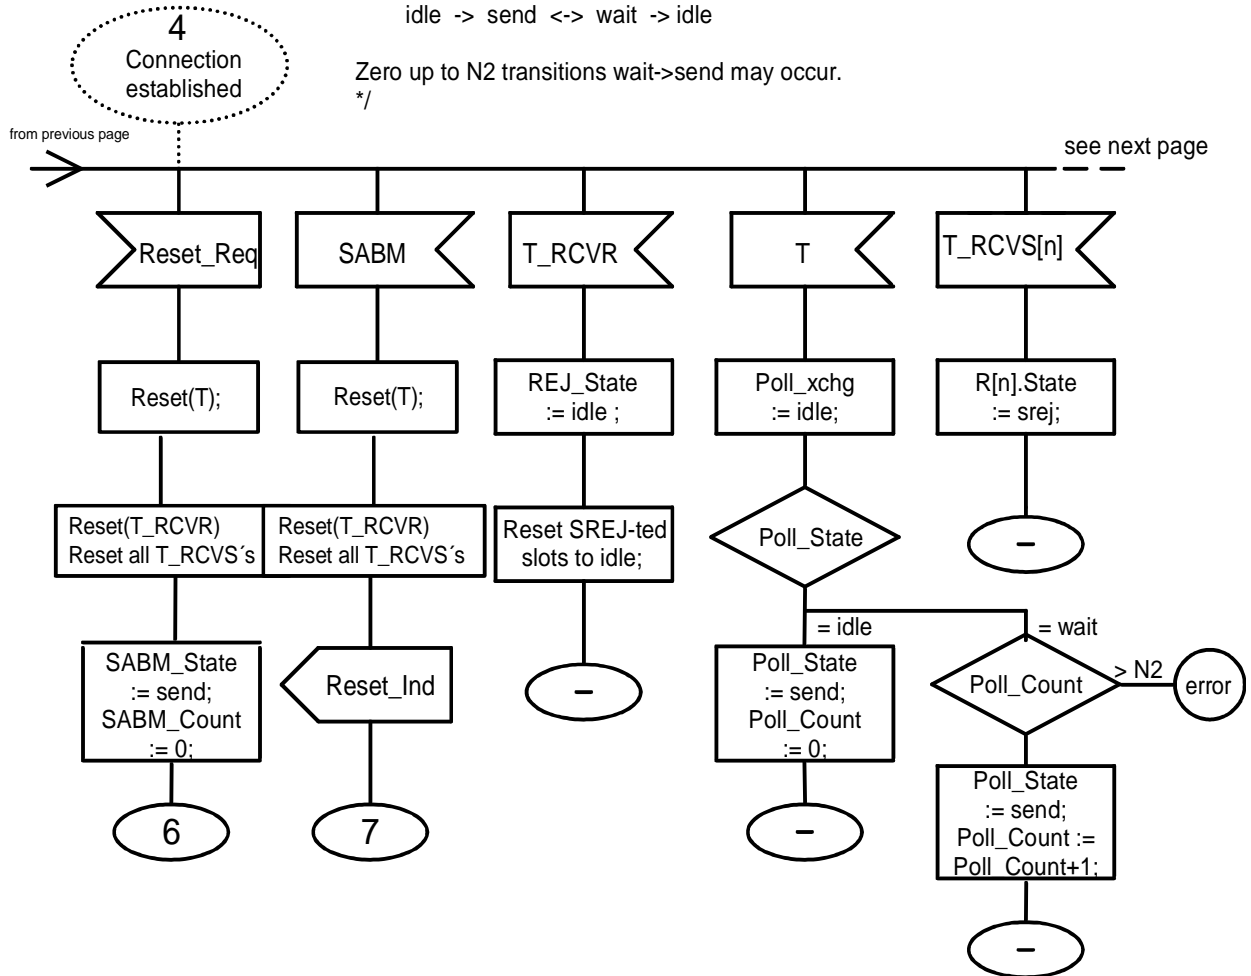 idle -> send <-> wait -> idle
4
Connection
established
Zero up to N2 transitions wait->send may occur.
*/
from previous page
see next page
Reset_Req
SABM
T_RCVR
T
T_RCVS[n]
Reset(T);
Reset(T);
REJ_State
:= idle ;
Poll_xchg
:= idle;
R[n].State
:= srej;
Reset(T_RCVR)
Reset all T_RCVS´s
Reset(T_RCVR)
Reset all T_RCVS´s
Reset SREJ-ted
slots to idle;
Poll_State
–
= idle
= wait
SABM_State
:= send;
SABM_Count
:= 0;
Reset_Ind
–
Poll_State
:= send;
Poll_Count
:= 0;
Poll_Count
> N2
error
6
7
–
Poll_State
:= send;
Poll_Count :=
Poll_Count+1;
–